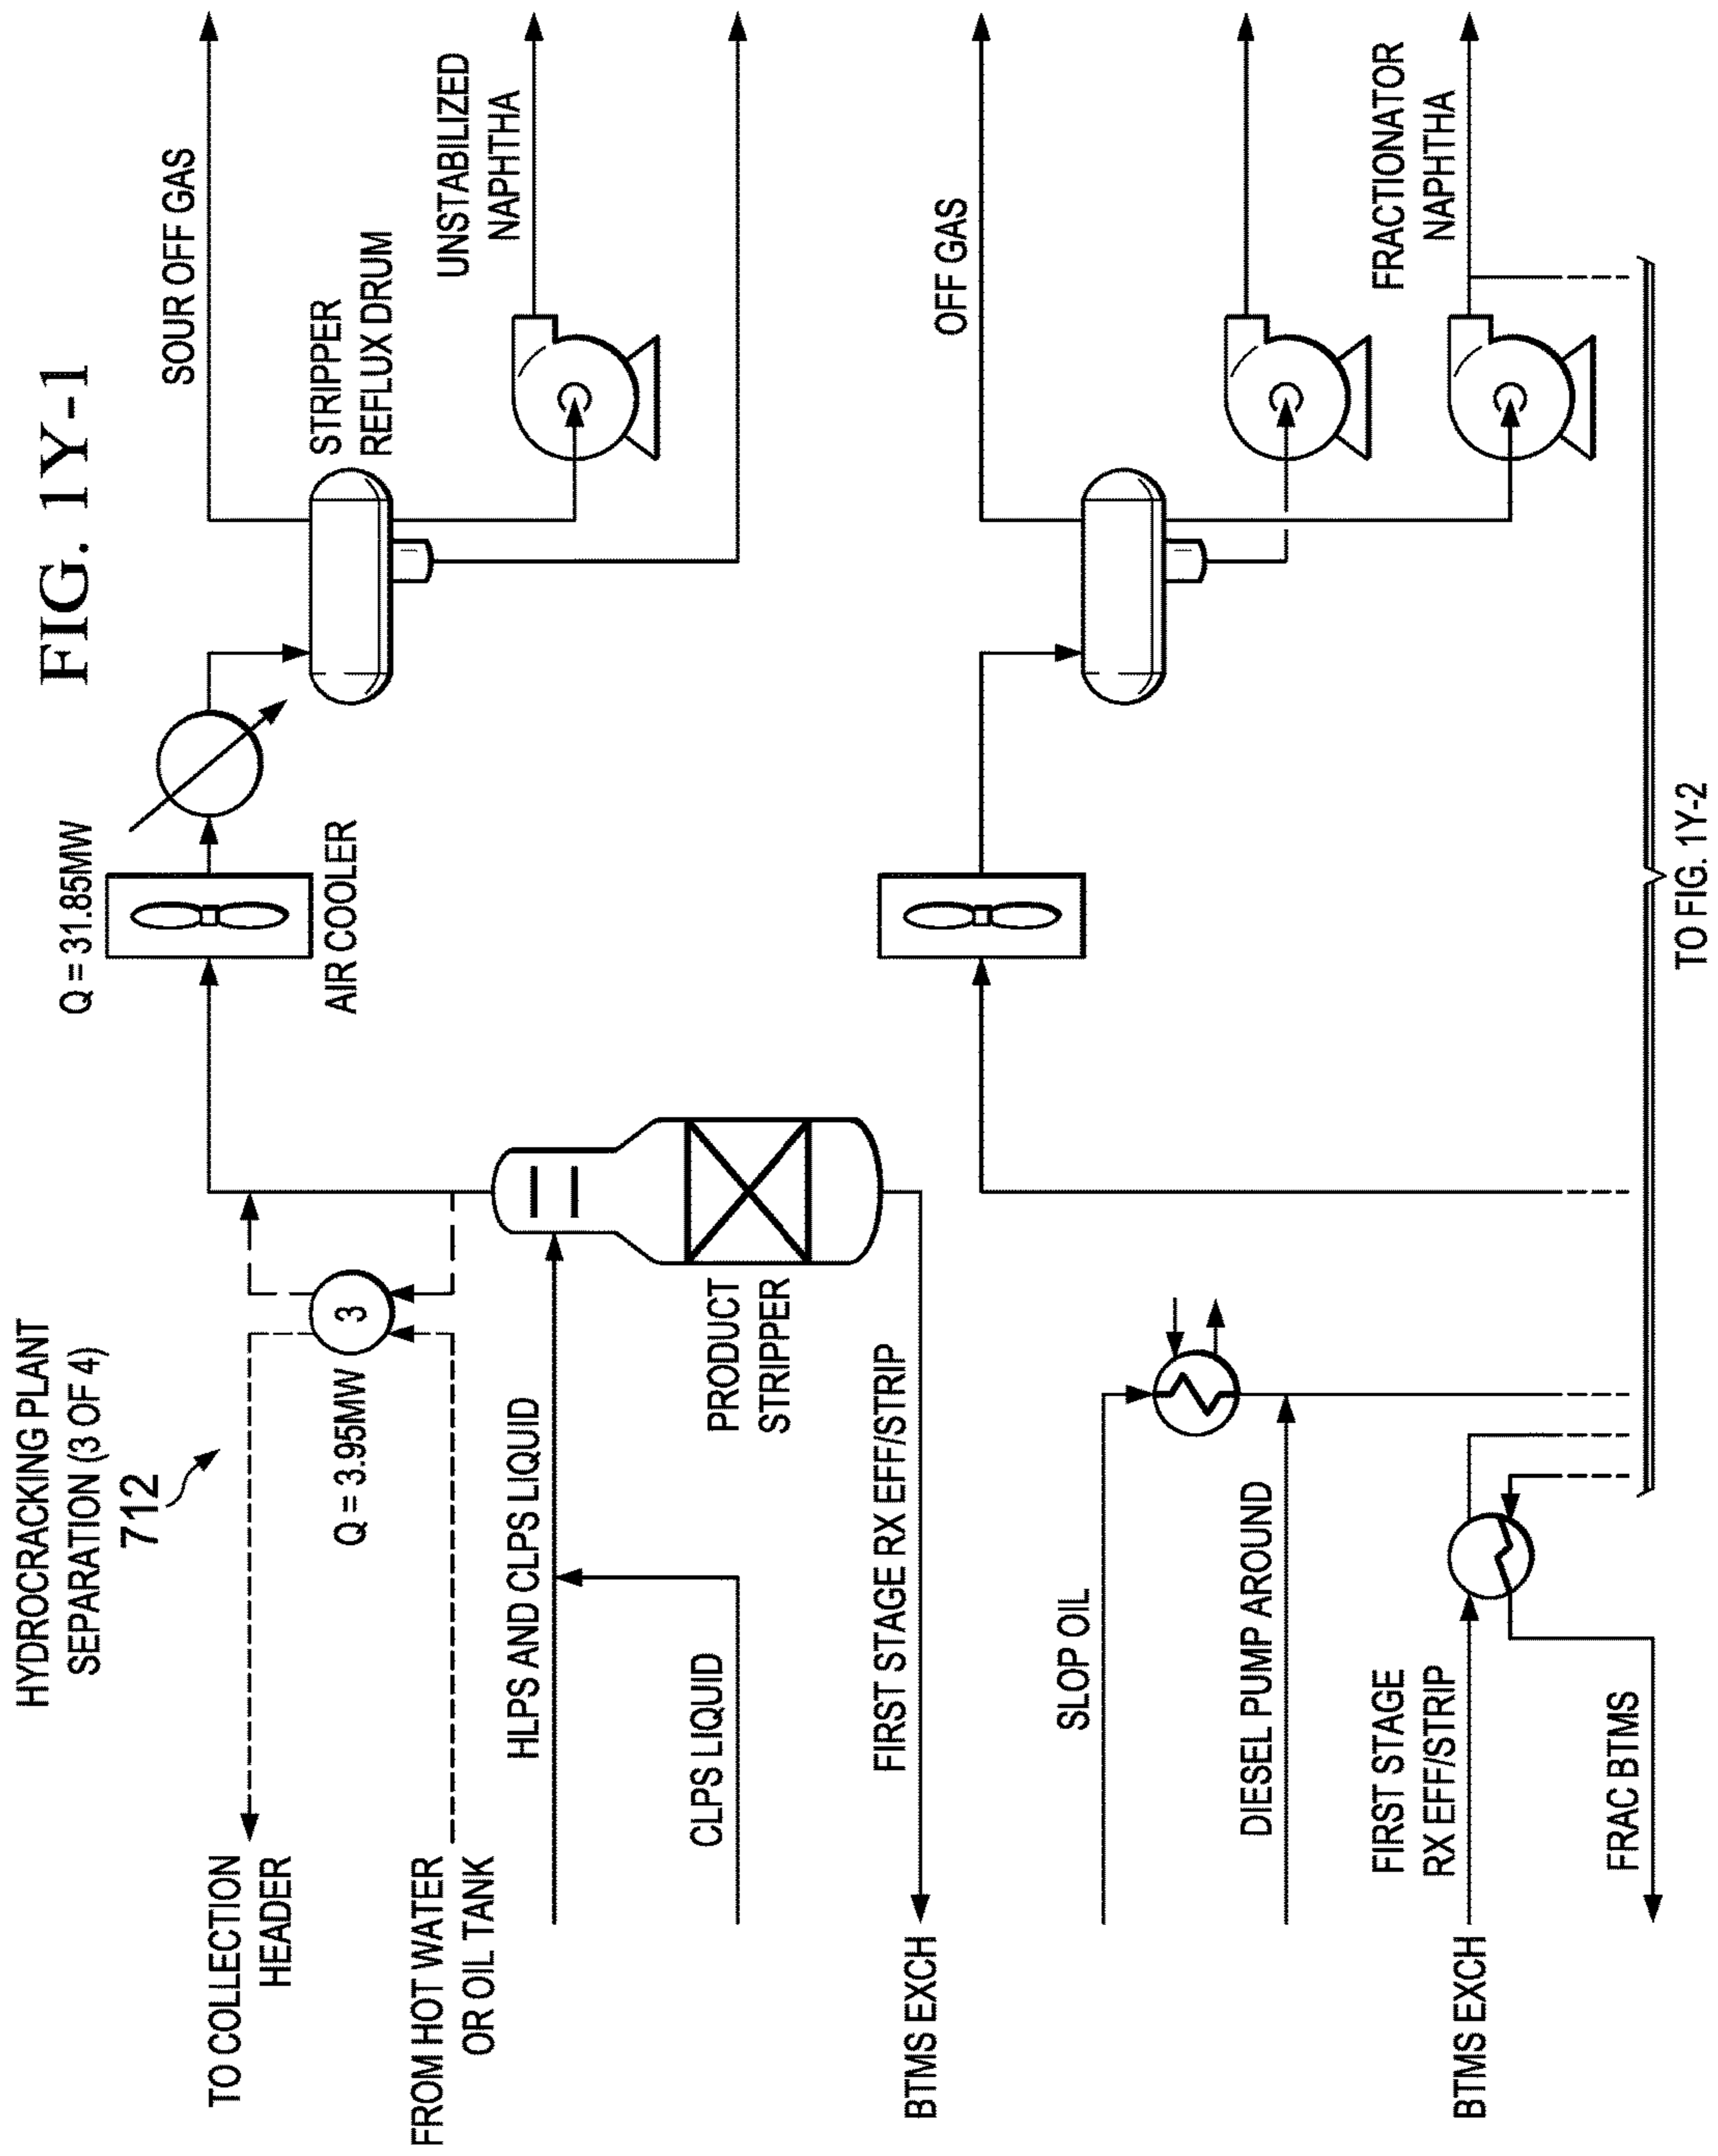 FIG. 1Y-1
HYDROCRACKING PLANT
SEPARATION (3 OF 4)
712
TO COLLECTION
HEADER
Q = 3.95MW
3
FROM HOT WATER
OR OIL TANK
Q = 31.85MW
AIR COOLER
SOUR OFF GAS
STRIPPER
REFLUX DRUM
UNSTABILIZED
NAPHTHA
HLPS AND CLPS LIQUID
CLPS LIQUID
PRODUCT
STRIPPER
FIRST STAGE RX EFF/STRIP
BTMS EXCH
OFF GAS
SLOP OIL
DIESEL PUMP AROUND
FIRST STAGE
RX EFF/STRIP
BTMS EXCH
FRAC BTMS
FRACTIONATOR
NAPHTHA
TO FIG. 1Y-2